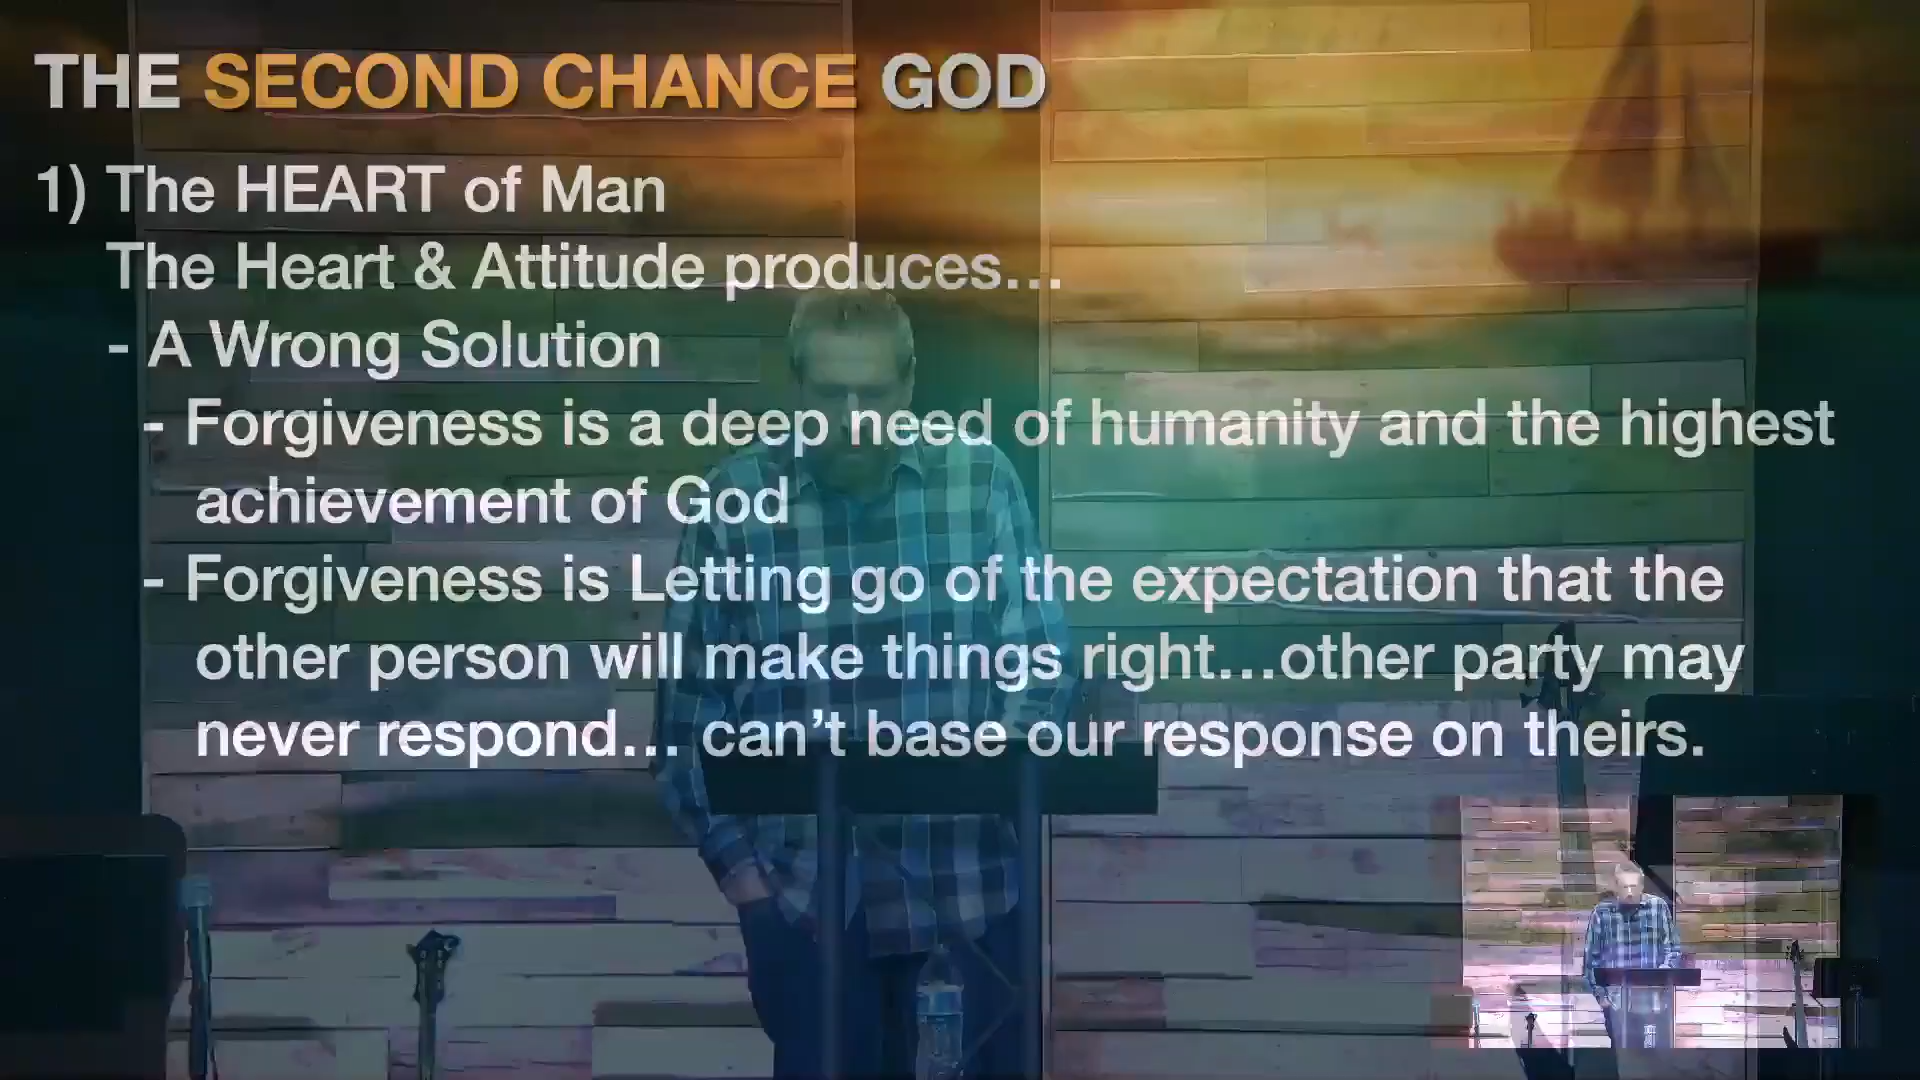 THE SECOND CHANCE GOD
1) The HEART of Man
The Heart & Attitude produces…
- A Wrong Solution
- Forgiveness is a deep need of humanity and the highest
achievement of God
- Forgiveness is Letting go of the expectation that the
other person will make things right…other party may
never respond… can’t base our response on theirs.